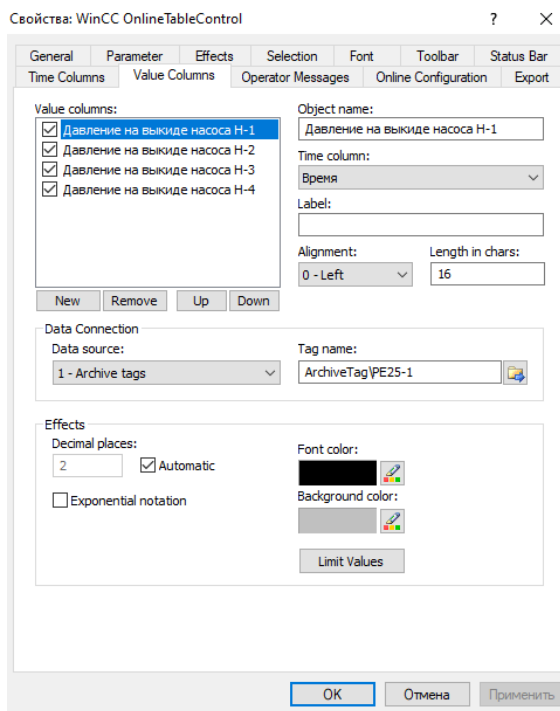 Свойства: WinCC OnlineTableControl ? ×
General Parameter Effects Selection Font Toolbar Status Bar
Time Columns Value Columns Operator Messages Online Configuration Export
Value columns:
Давление на выкиде насоса Н-1
Давление на выкиде насоса Н-2
Давление на выкиде насоса Н-3
Давление на выкиде насоса Н-4
New Remove Up Down
Object name:
Давление на выкиде насоса Н-1
Time column:
Время
Label:
Alignment: Length in chars:
0 - Left 16
Data Connection
Data source: Tag name:
1 - Archive tags ArchiveTag\PE25-1
Effects
Decimal places:
2 Automatic
Exponential notation
Font color:
Background color:
Limit Values
OK Отмена Применить